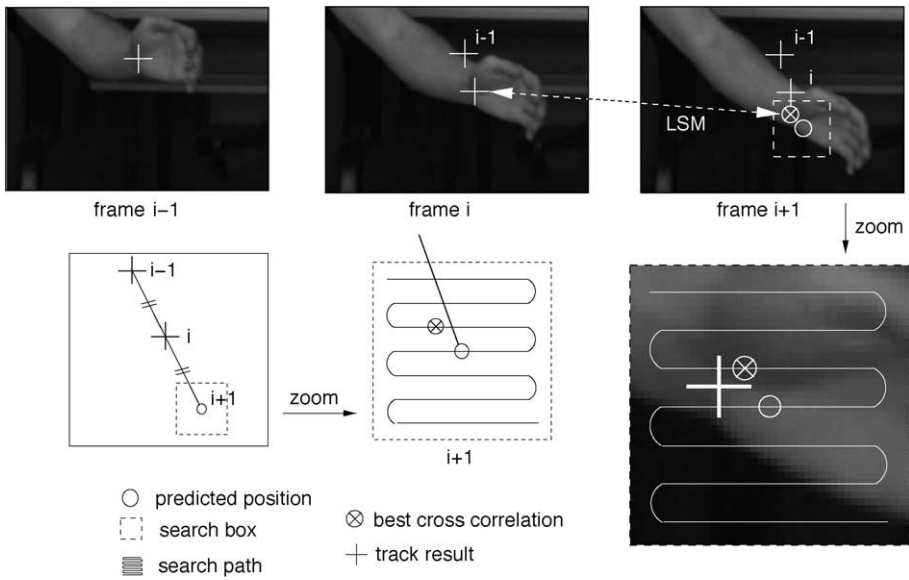 i-1
i-1
i
LSM
frame i–1
frame i
frame i+1
zoom
i–1
i
i+1
zoom
i+1
predicted position
search box
search path
best cross correlation
track result